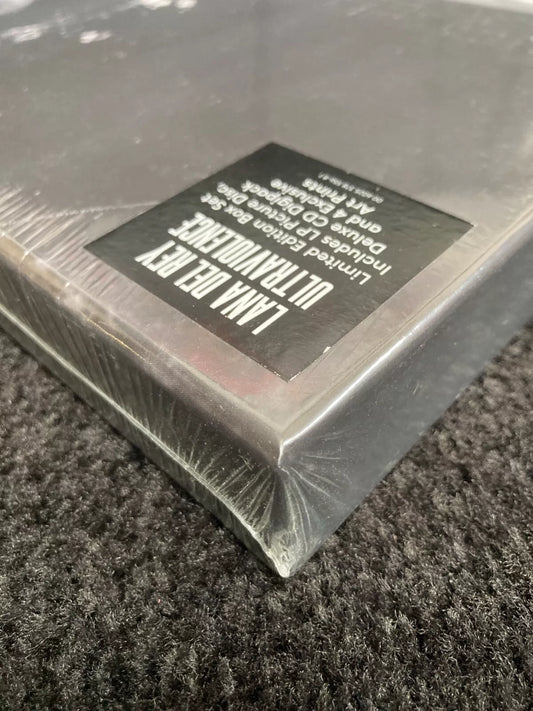 LANA DEL REY
ULTRAVIOLENCE
Limited Edition Box Set
Includes LP Picture Disc
Deluxe CD Digipack
and 4 Exclusive
Art Prints